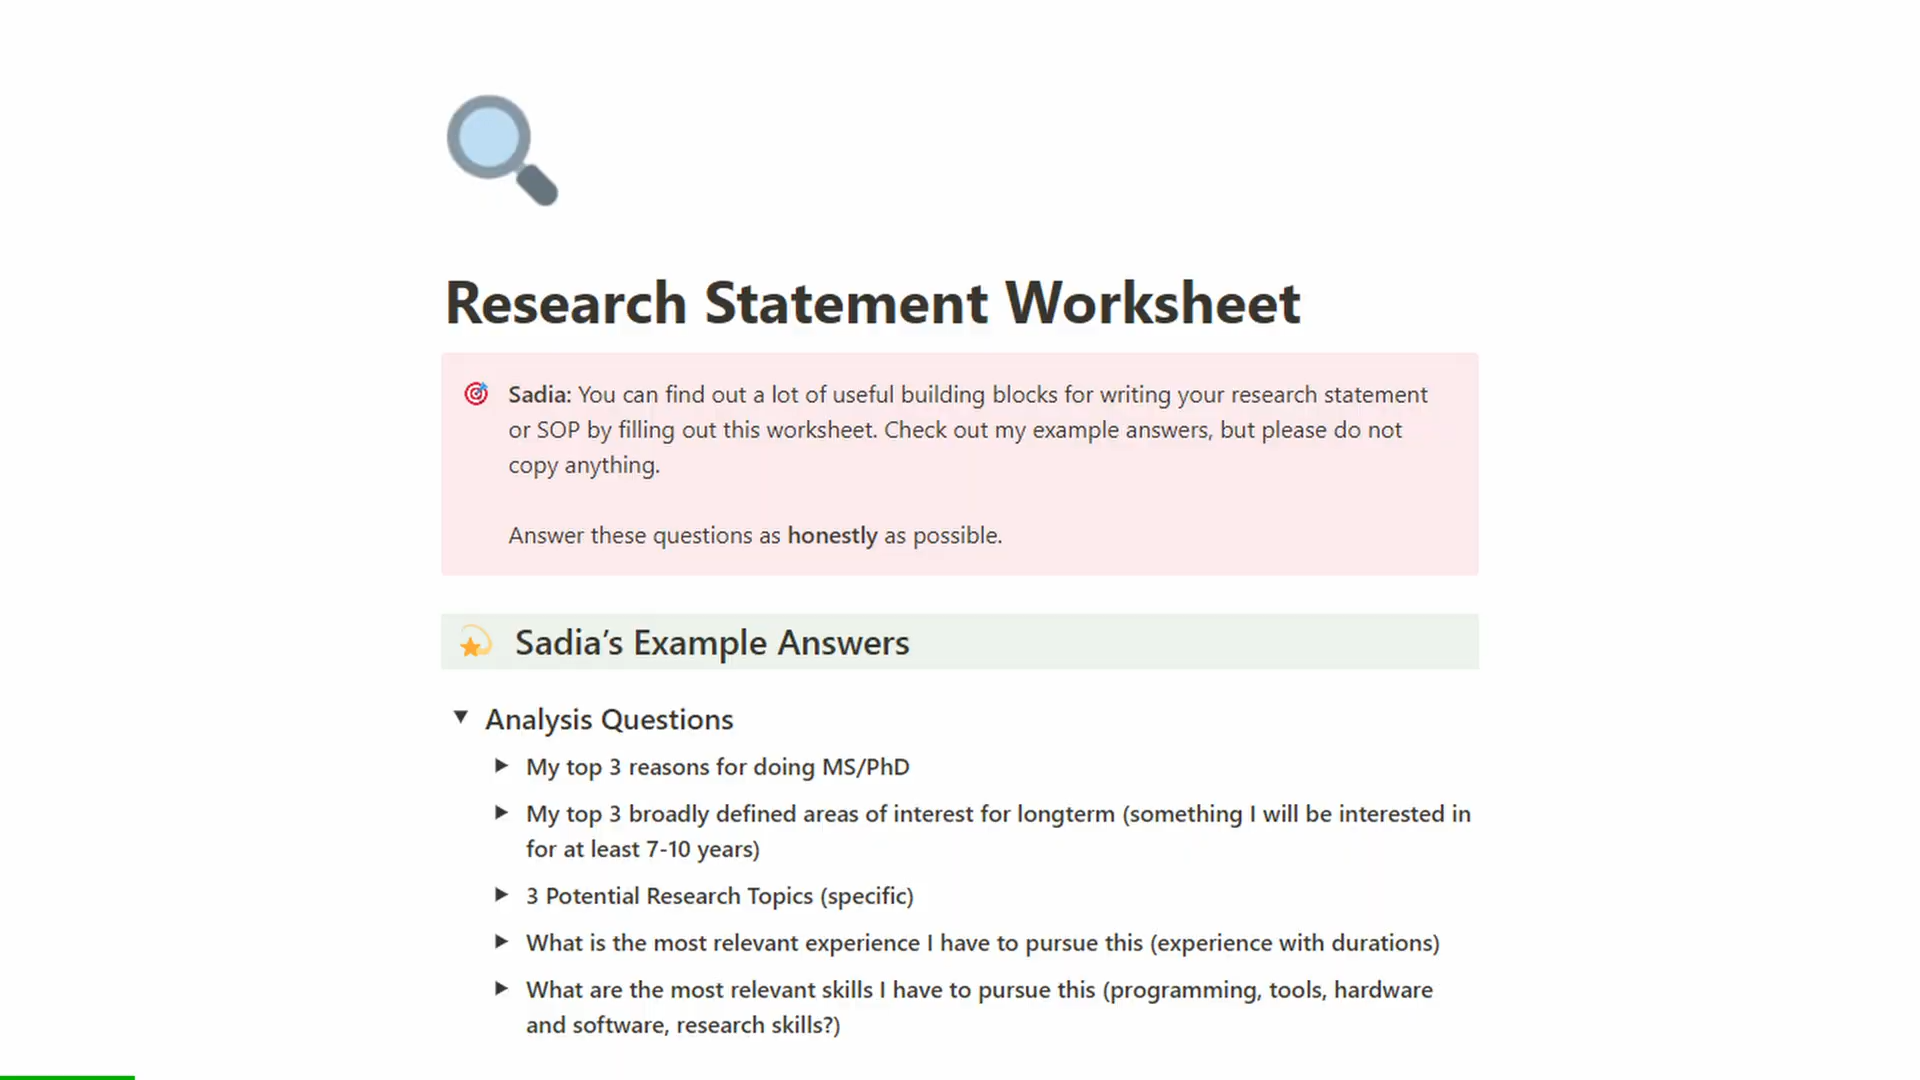 Research Statement Worksheet
Sadia: You can find out a lot of useful building blocks for writing your research statement
or SOP by filling out this worksheet. Check out my example answers, but please do not
copy anything.
Answer these questions as honestly as possible.
Sadia’s Example Answers
Analysis Questions
My top 3 reasons for doing MS/PhD
My top 3 broadly defined areas of interest for longterm (something I will be interested in
for at least 7-10 years)
3 Potential Research Topics (specific)
What is the most relevant experience I have to pursue this (experience with durations)
What are the most relevant skills I have to pursue this (programming, tools, hardware
and software, research skills?)